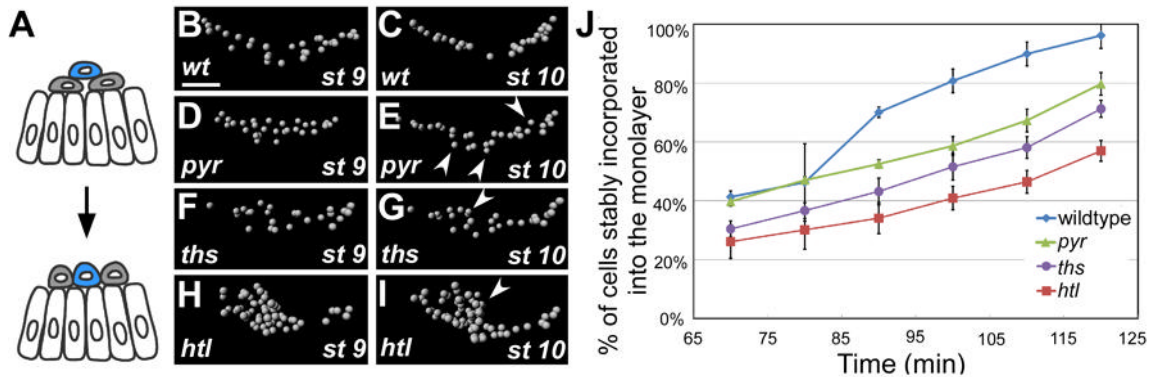 A
B
wt
st 9
C
wt
st 10
D
pyr
st 9
E
pyr
st 10
F
ths
st 9
G
ths
st 10
H
htl
st 9
I
htl
st 10
J
% of cells stably incorporated
into the monolayer
100%
80%
60%
40%
20%
0%
65 75 85 95 105 115 125
Time (min)
wildtype
pyr
ths
htl